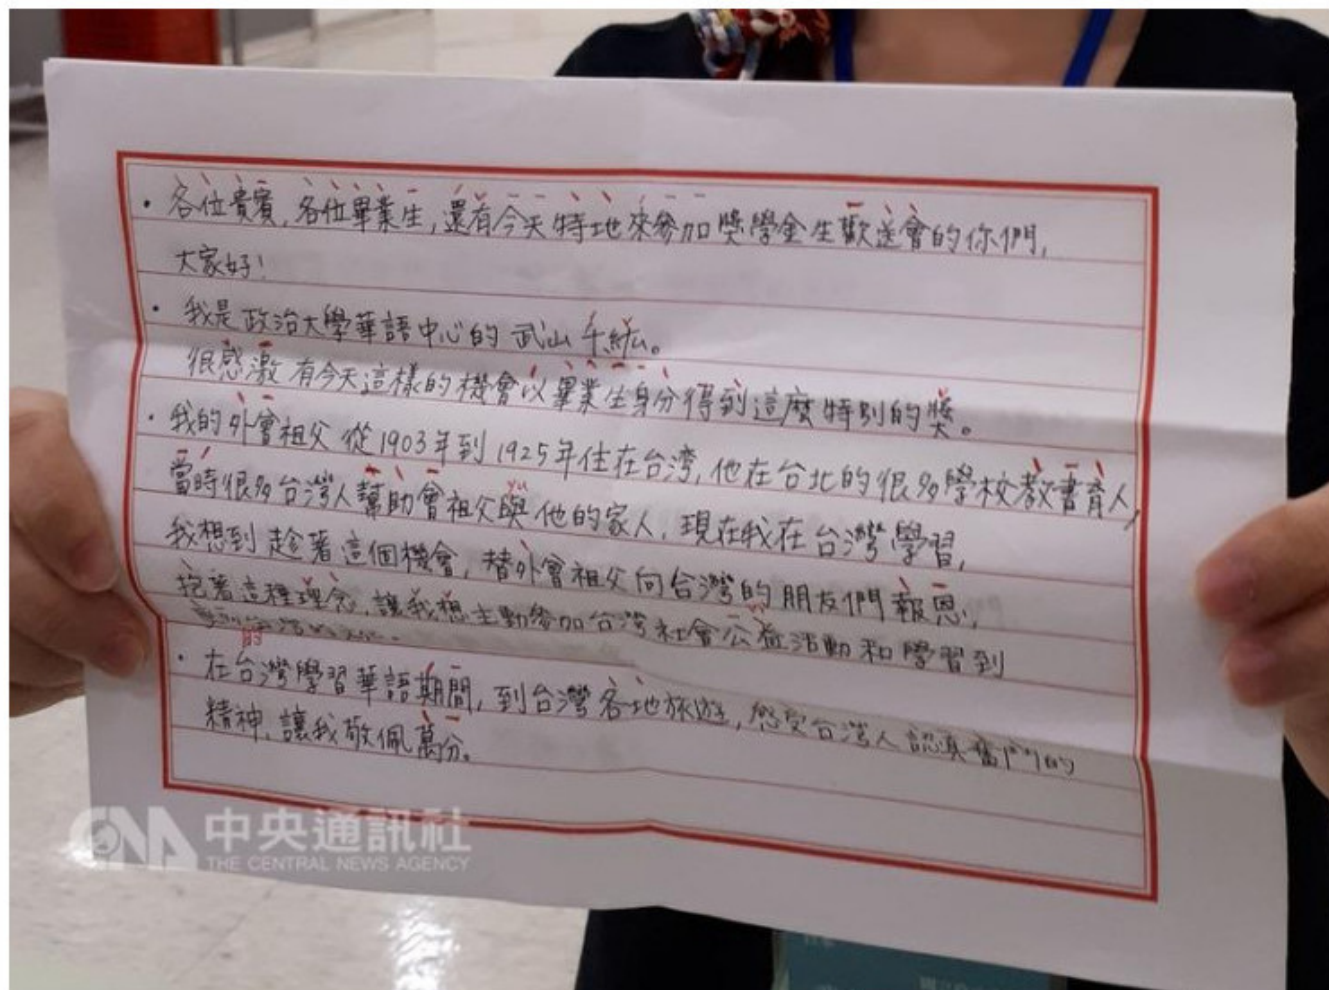 ・各位貴賓,各位畢業生,還有今天特地來參加獎學金生歡送會的你們,
大家好!
・我是政治大學華語中心的武山千紘。
很感激有今天這樣的機會以畢業生身分得到這麼特別的獎。
・我的外曾祖父從1903年到1925年住在台湾,他在台北的很多學校教書育人,
當時很多台灣人幫助曾祖父與他的家人,現在我在台灣學習,
我想到趁著這個機會,替外曾祖父向台灣的朋友們報恩,
抱著這種理念,讓我想主動參加台灣社會公益活動和學習到
的
・在台灣學習華語期間,到台灣各地旅遊,感受台灣人認真奮鬥的
精神,讓我敬佩萬分。
中央通訊社
THE CENTRAL NEWS AGENCY